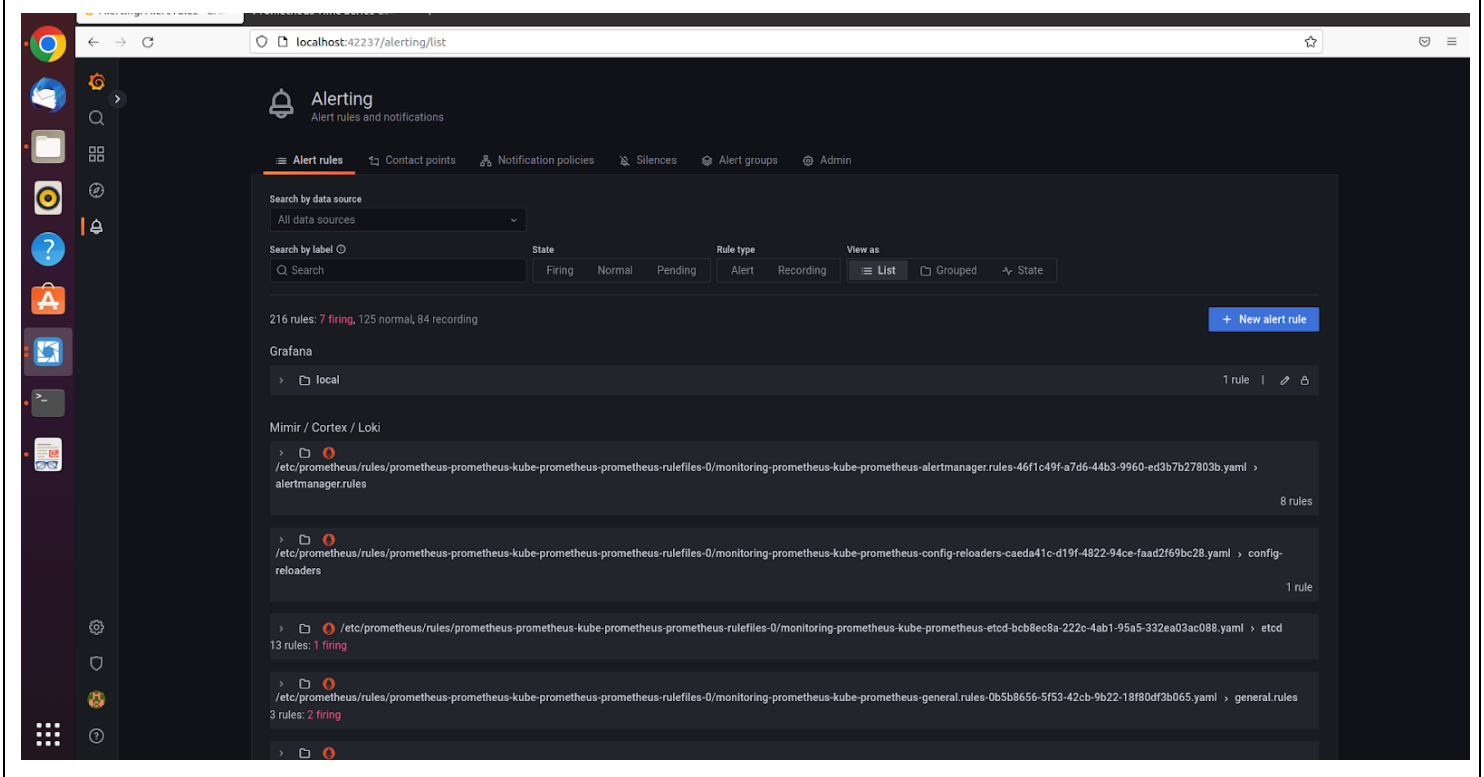 localhost:42237/alerting/list
Alerting
Alert rules and notifications
Alert rules Contact points Notification policies Silences Alert groups Admin
Search by data source
All data sources
Search by label State Rule type View as
Search Firing Normal Pending Alert Recording List Grouped State
216 rules: 7 firing, 125 normal, 84 recording + New alert rule
Grafana
local 1 rule |
Mimir / Cortex / Loki
/etc/prometheus/rules/prometheus-prometheus-kube-prometheus-prometheus-rulefiles-0/monitoring-prometheus-kube-prometheus-alertmanager.rules-46f1c49f-a7d6-44b3-9960-ed3b7b27803b.yaml >
alertmanager.rules
8 rules
/etc/prometheus/rules/prometheus-prometheus-kube-prometheus-prometheus-rulefiles-0/monitoring-prometheus-kube-prometheus-config-reloaders-caeda41c-d19f-4822-94ce-faad2f69bc28.yaml > config-
reloaders
1 rule
/etc/prometheus/rules/prometheus-prometheus-kube-prometheus-prometheus-rulefiles-0/monitoring-prometheus-kube-prometheus-etcd-bcb8ec8a-222c-4ab1-95a5-332ea03ac088.yaml > etcd
13 rules: 1 firing
/etc/prometheus/rules/prometheus-prometheus-kube-prometheus-prometheus-rulefiles-0/monitoring-prometheus-kube-prometheus-general.rules-0b5b8656-5f53-42cb-9b22-18f80df3b065.yaml > general.rules
3 rules: 2 firing